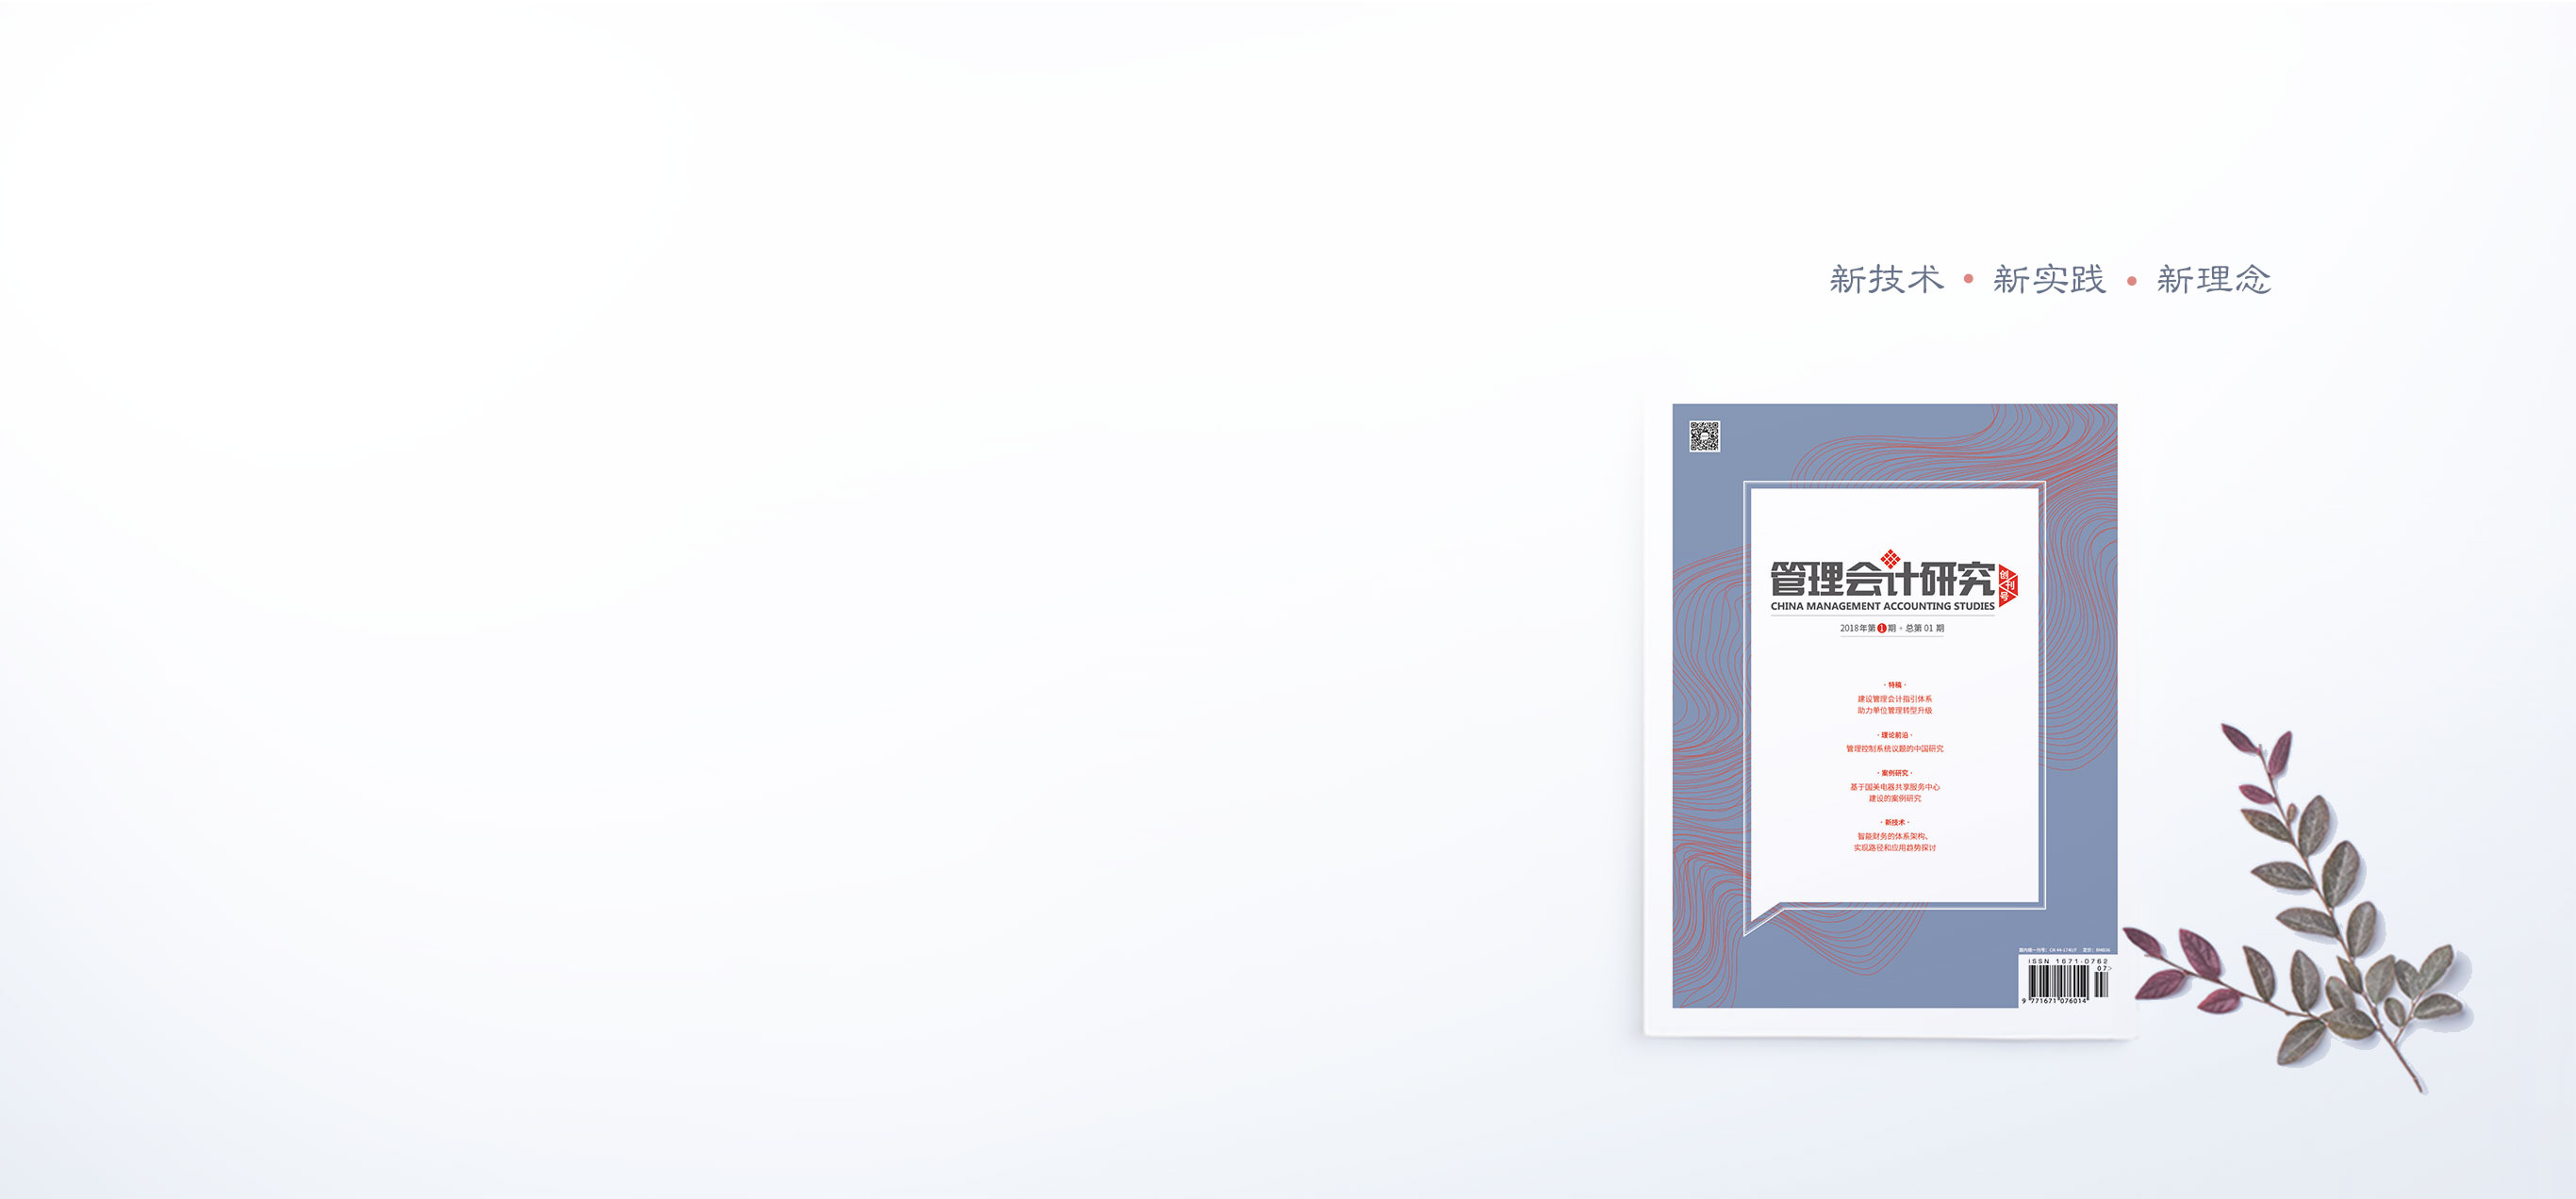 新技术 • 新实践 • 新理念
管理会计研究
创刊号
CHINA MANAGEMENT ACCOUNTING STUDIES
2018年第1期 · 总第 01 期
· 特稿 ·
建设管理会计指引体系
助力单位管理转型升级
· 理论前沿 ·
管理控制系统议题的中国研究
· 案例研究 ·
基于国美电器共享服务中心
建设的案例研究
· 新技术 ·
智能财务的体系架构、
实现路径和应用趋势探讨
ISSN 1671-0762
07>
9 771671 076014